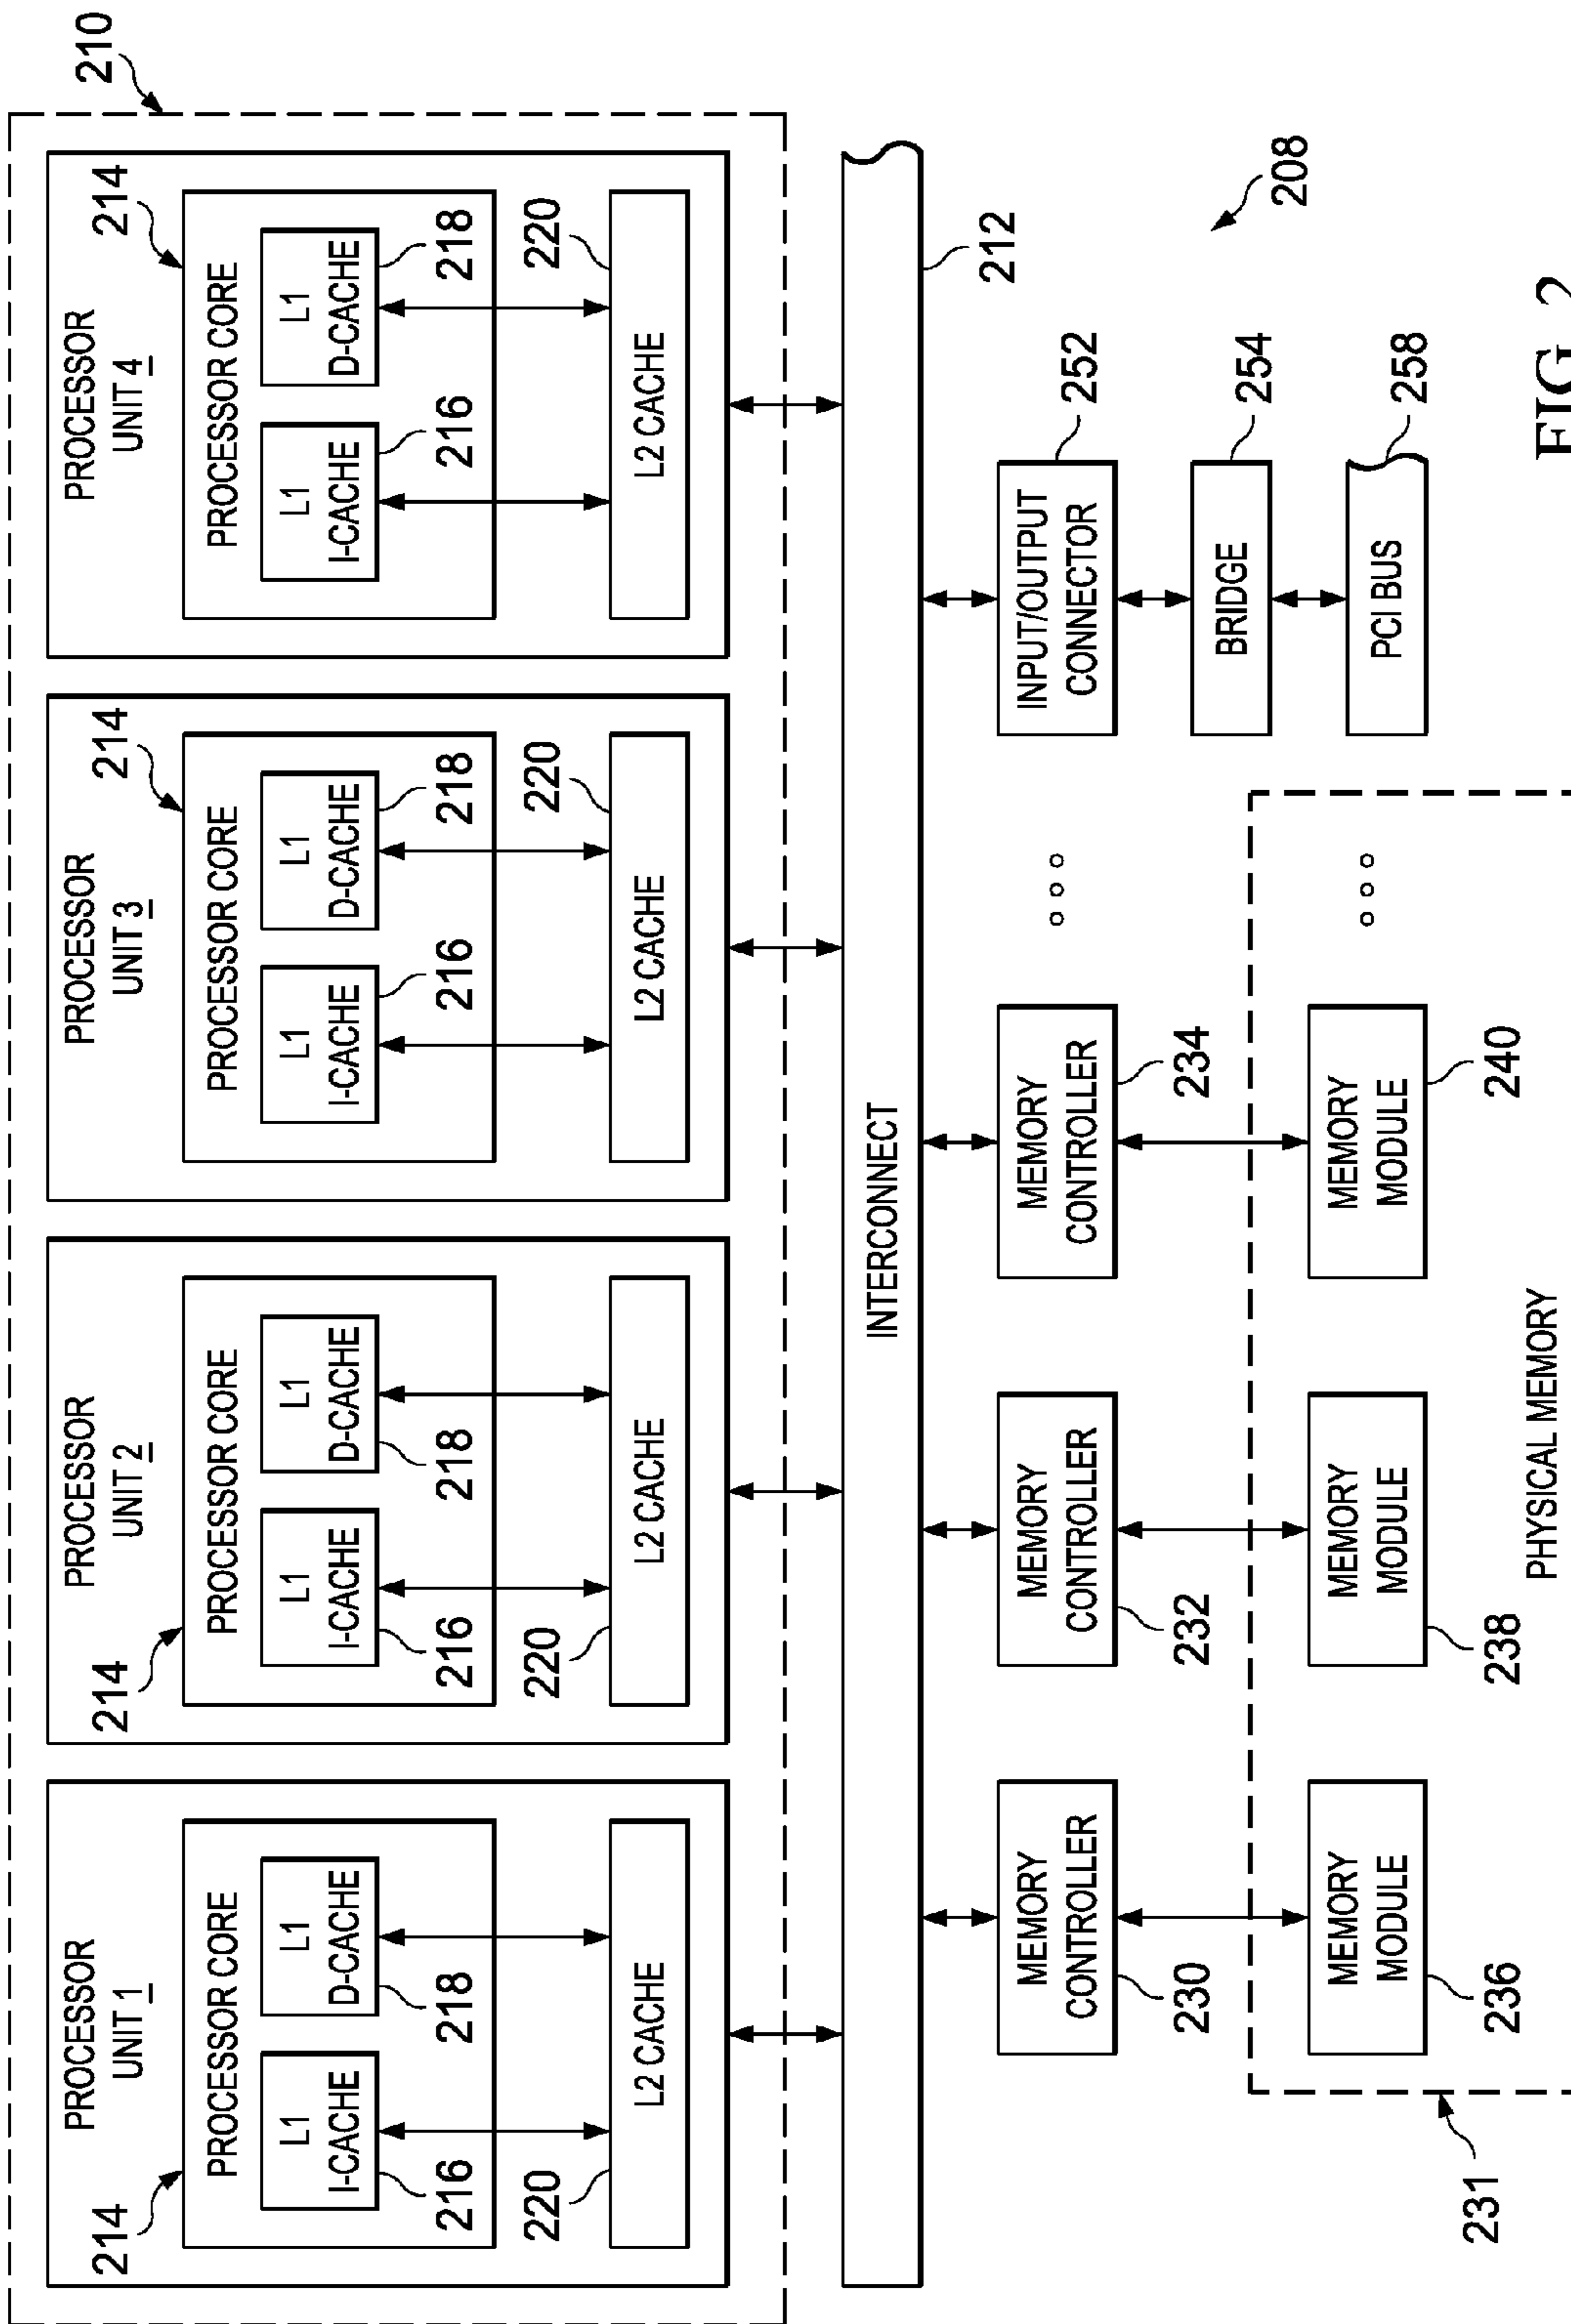 210
PROCESSOR
UNIT 1
214
PROCESSOR CORE
L1
I-CACHE
L1
D-CACHE
216
218
220
L2 CACHE
PROCESSOR
UNIT 2
214
PROCESSOR CORE
L1
I-CACHE
L1
D-CACHE
216
218
220
L2 CACHE
PROCESSOR
UNIT 3
214
PROCESSOR CORE
L1
I-CACHE
L1
D-CACHE
216
218
220
L2 CACHE
PROCESSOR
UNIT 4
214
PROCESSOR CORE
L1
I-CACHE
L1
D-CACHE
216
218
220
L2 CACHE
INTERCONNECT
212
MEMORY
CONTROLLER
230
MEMORY
CONTROLLER
232
MEMORY
CONTROLLER
234
INPUT/OUTPUT
CONNECTOR
252
208
BRIDGE
254
231
MEMORY
MODULE
236
MEMORY
MODULE
238
MEMORY
MODULE
240
PCI BUS
258
PHYSICAL MEMORY
FIG. 2